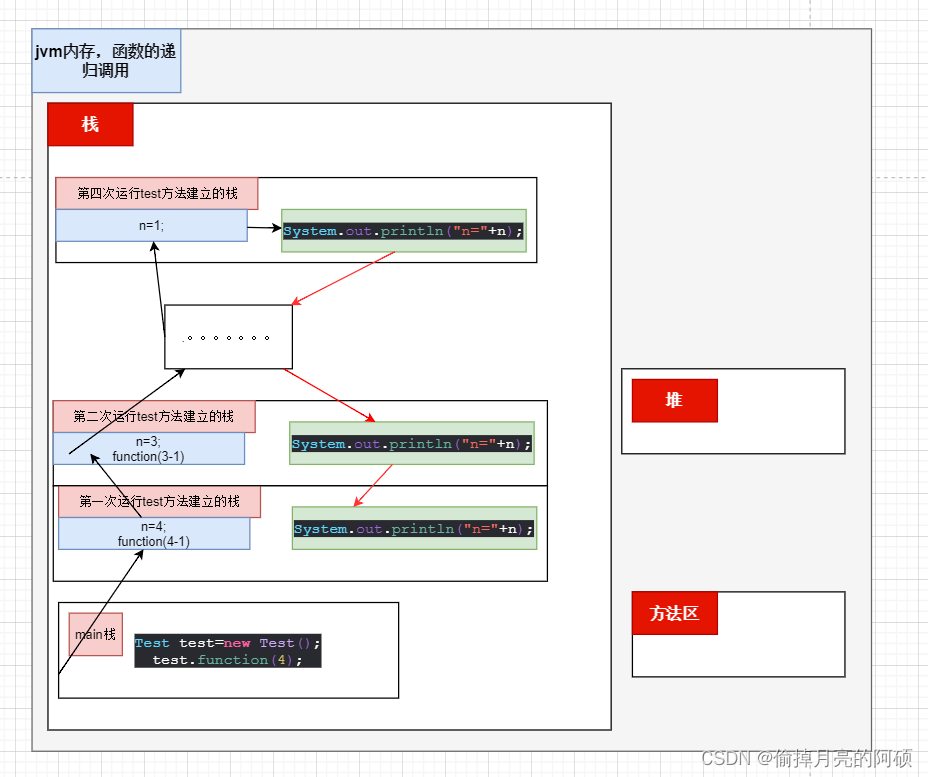 jvm内存，函数的递
归调用
栈
第四次运行test方法建立的栈
n=1;
System.out.println("n="+n);
.。。。。。。。
第二次运行test方法建立的栈
n=3;
function(3-1)
System.out.println("n="+n);
第一次运行test方法建立的栈
n=4;
function(4-1)
System.out.println("n="+n);
main栈
Test test=new Test();
test.function(4);
堆
方法区
CSDN @偷掉月亮的阿硕